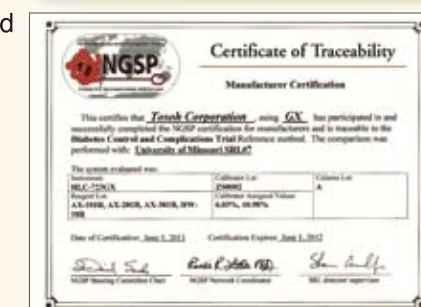 d
NGSP
Certificate of Traceability
Manufacturer Certification
This certifies that Tosoh Corporation, using GX has participated in and
successfully completed the NGSP certification for manufacturers and is traceable to the
Diabetes Control and Complications Trial Reference method. The comparison was
performed with: University of Missouri SRL#7
The system evaluated was:
Instrument: Calibrator Lot: Column Lot:
HLC-723GX A
Reagent Lot: Calibrator Assigned Values:
Date of Certification: June 1, 2011 Certification Expires: June 1, 2012
NGSP Steering Committee Chair NGSP Network Coordinator